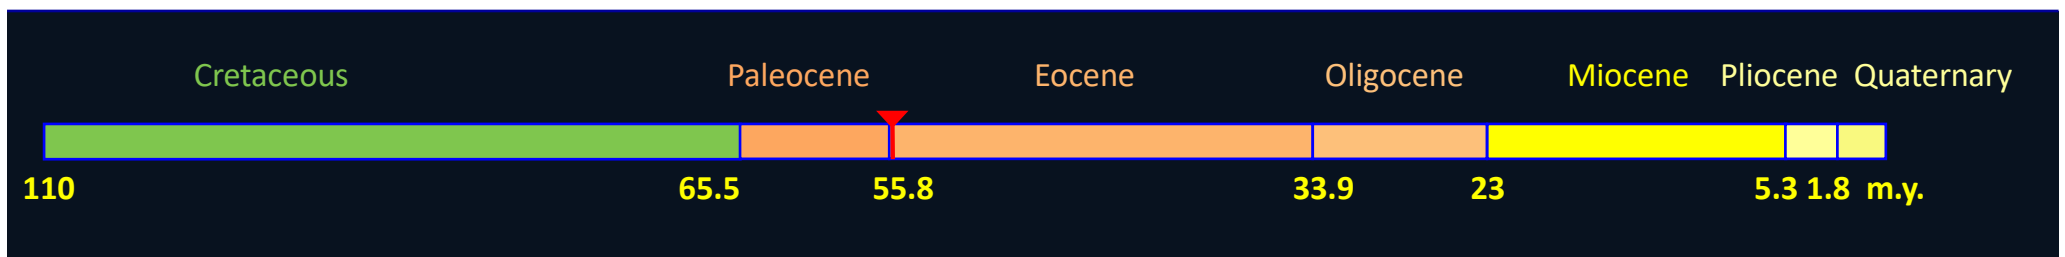 Cretaceous Paleocene Eocene Oligocene Miocene Pliocene Quaternary
110 65.5 55.8 33.9 23 5.3 1.8 m.y.